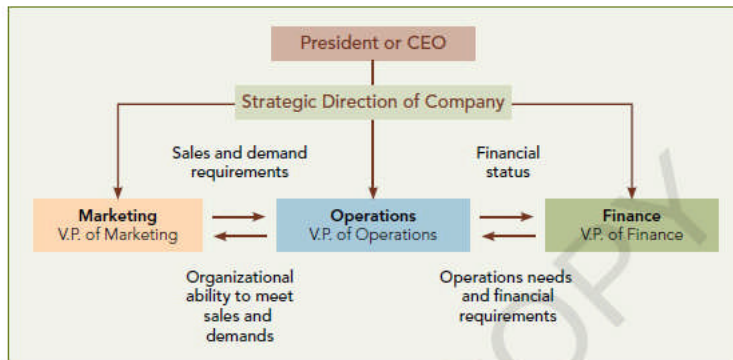 President or CEO
Strategic Direction of Company
Sales and demand
requirements
Financial
status
Marketing
V.P. of Marketing
Operations
V.P. of Operations
Finance
V.P. of Finance
Organizational
ability to meet
sales and
demands
Operations needs
and financial
requirements
OPY